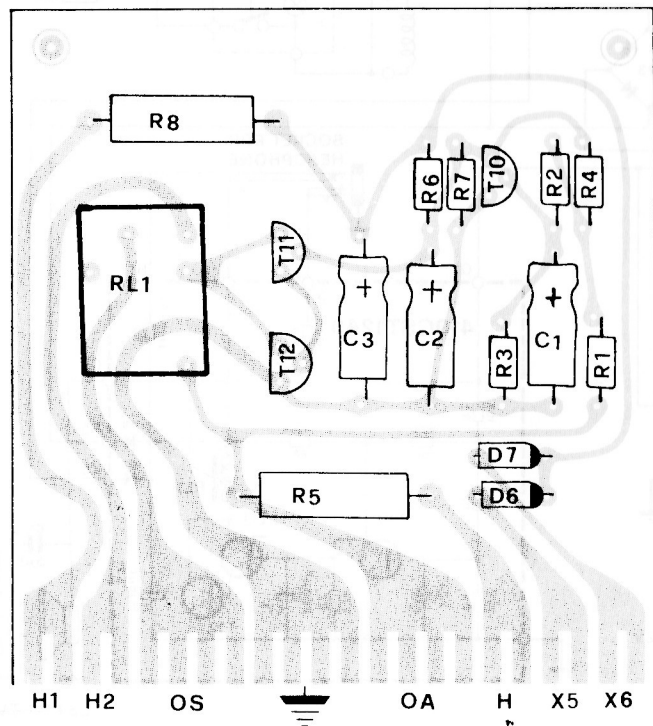 R8
R6
R7
T10
R2
R4
RL1
T11
C3
C2
C1
T12
R3
R1
D7
R5
D6
H1 H2 OS OA H X5 X6